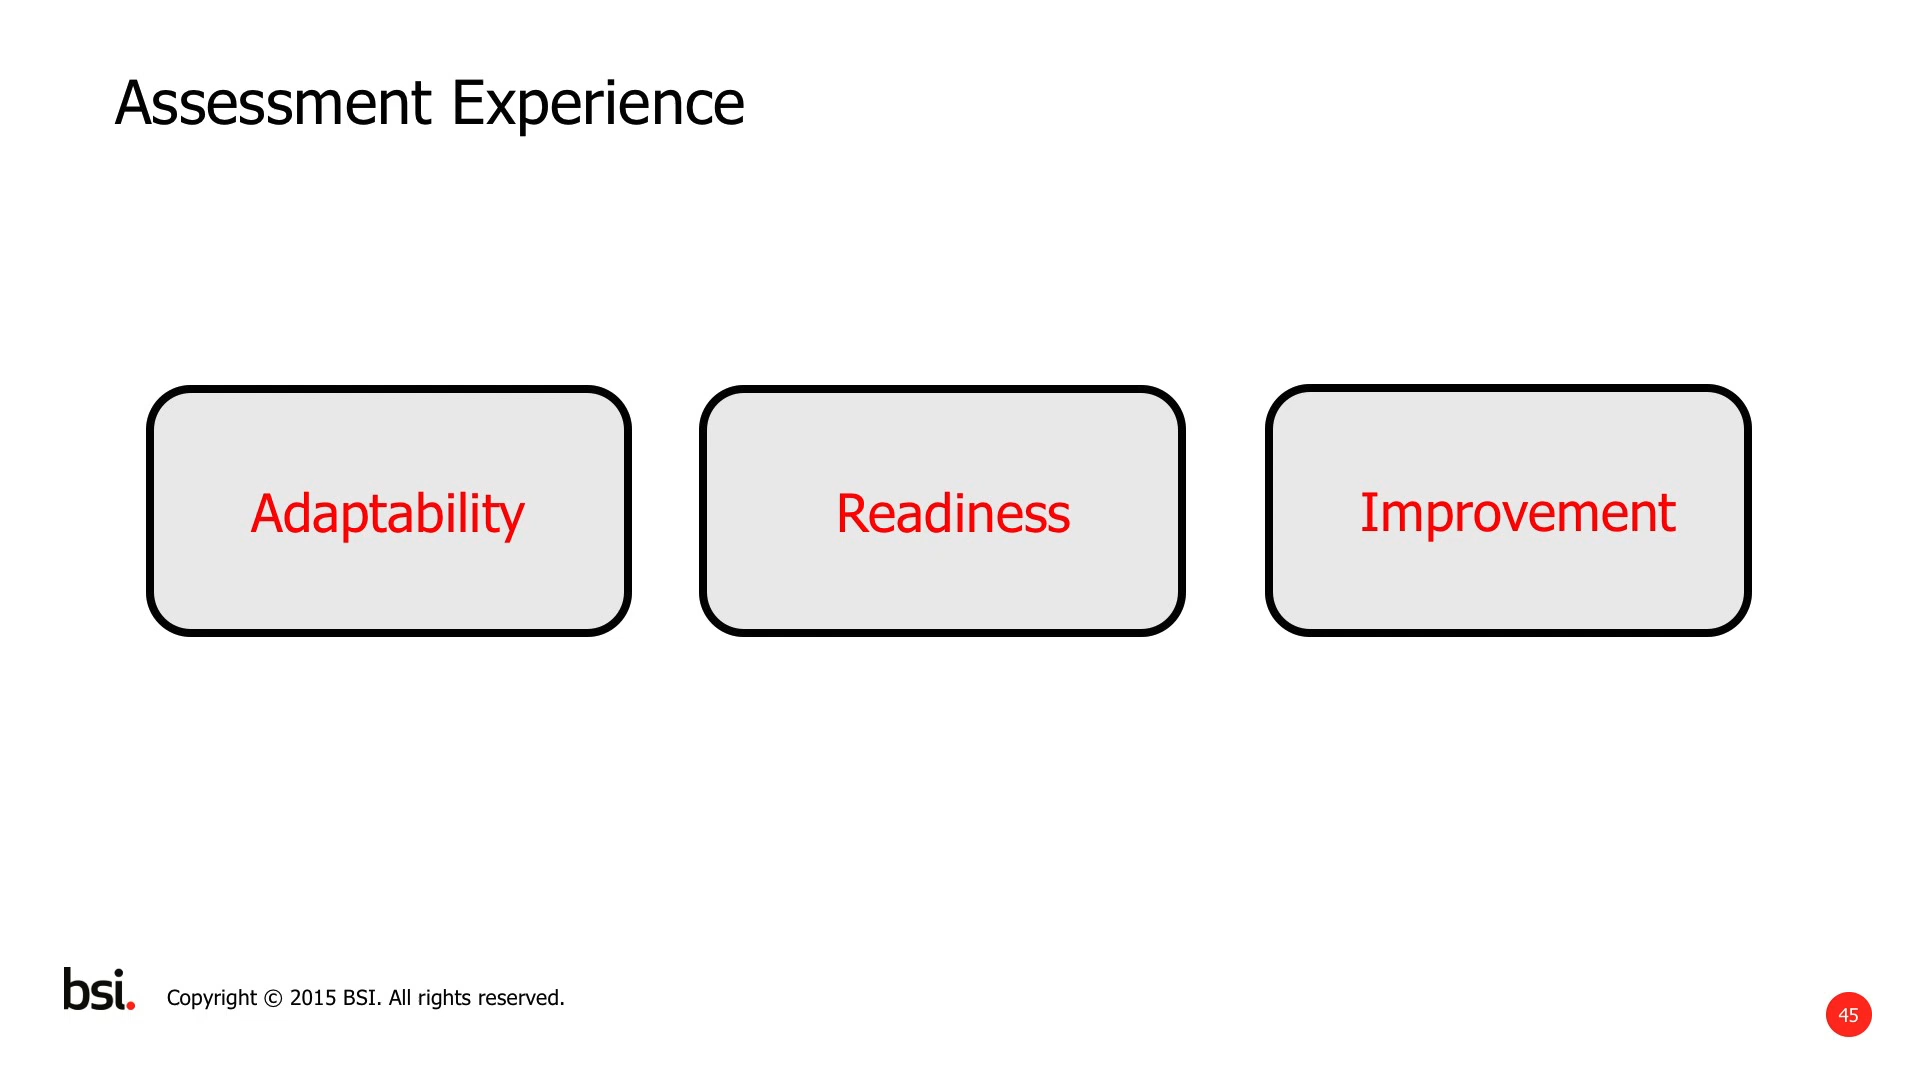 Assessment Experience
Adaptability
Readiness
Improvement
bsi.
Copyright © 2015 BSI. All rights reserved.
45